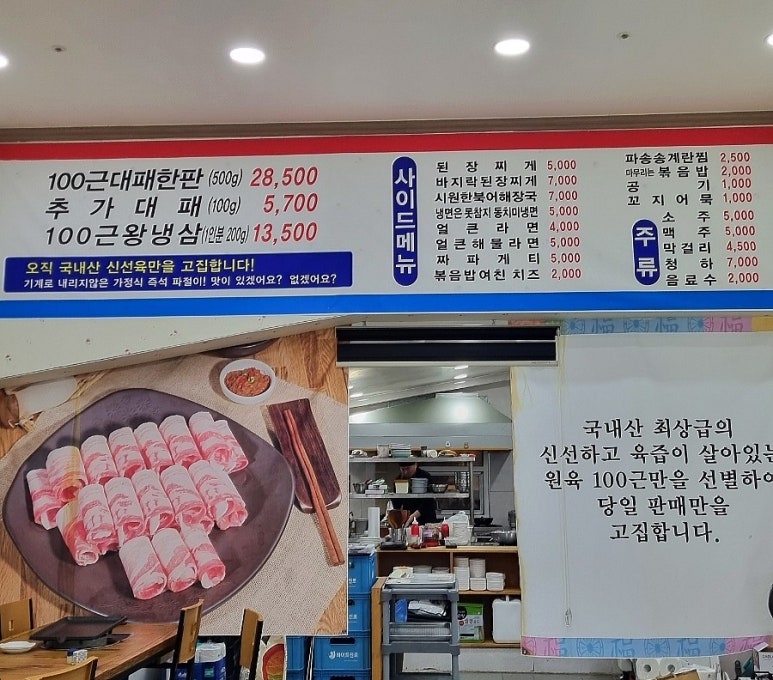 100근대패한판 (500g) 28,500
추가대패 (100g) 5,700
100근왕냉삼 (1인분 200g) 13,500
오직 국내산 신선육만을 고집합니다!
기계로 내리지않은 가정식 즉석 파절이! 맛이 있겠어요? 없겠어요?
사이드메뉴
된장찌게 5,000
바지락된장찌게 7,000
시원한북어해장국 7,000
냉면은못참지 동치미냉면 5,000
얼큰라면 4,000
얼큰해물라면 5,000
짜파게티 5,000
볶음밥여친 치즈 2,000
파송송계란찜 2,500
마무리는볶음밥 2,000
공기 1,000
꼬지어묵 1,000
주류
소주 5,000
맥주 5,000
막걸리 4,500
청하 7,000
음료수 2,000
국내산 최상급의
신선하고 육즙이 살아있는
원육 100근만을 선별하여
당일 판매만을
고집합니다.
하이트진로